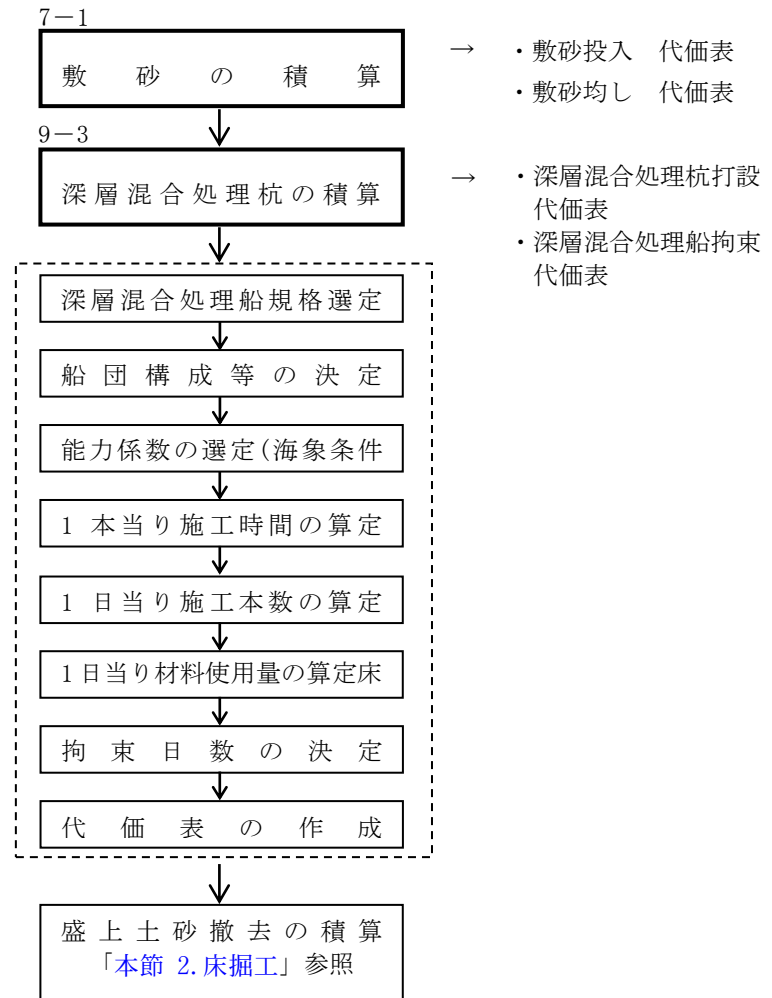 7－1
敷砂の積算
→ ・敷砂投入　代価表
・敷砂均し　代価表
9－3
深層混合処理杭の積算
→ ・深層混合処理杭打設
代価表
・深層混合処理船拘束
代価表
深層混合処理船規格選定
船団構成等の決定
能力係数の選定(海象条件
1 本当り施工時間の算定
1 日当り施工本数の算定
1日当り材料使用量の算定床
拘束日数の決定
代価表の作成
盛上土砂撤去の積算
「本節 2.床掘工」参照